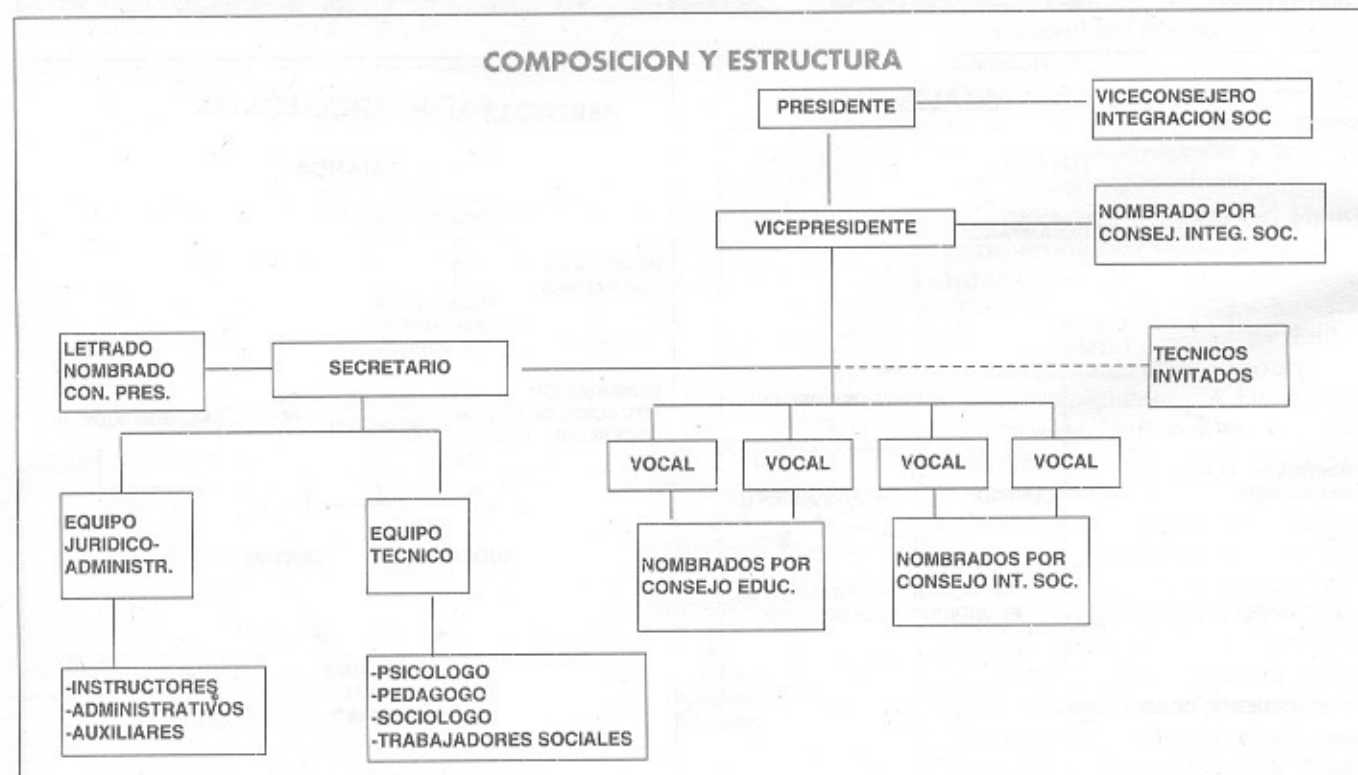 COMPOSICION Y ESTRUCTURA
PRESIDENTE
VICECONSEJERO
INTEGRACION SOC
VICEPRESIDENTE
NOMBRADO POR
CONSEJ. INTEG. SOC.
LETRADO
NOMBRADO
CON. PRES.
SECRETARIO
TECNICOS
INVITADOS
VOCAL
VOCAL
VOCAL
VOCAL
EQUIPO
JURIDICO-
ADMINISTR.
EQUIPO
TECNICO
NOMBRADOS POR
CONSEJO EDUC.
NOMBRADOS POR
CONSEJO INT. SOC.
-INSTRUCTORES
-ADMINISTRATIVOS
-AUXILIARES
-PSICOLOGO
-PEDAGOGO
-SOCIOLOGO
-TRABAJADORES SOCIALES